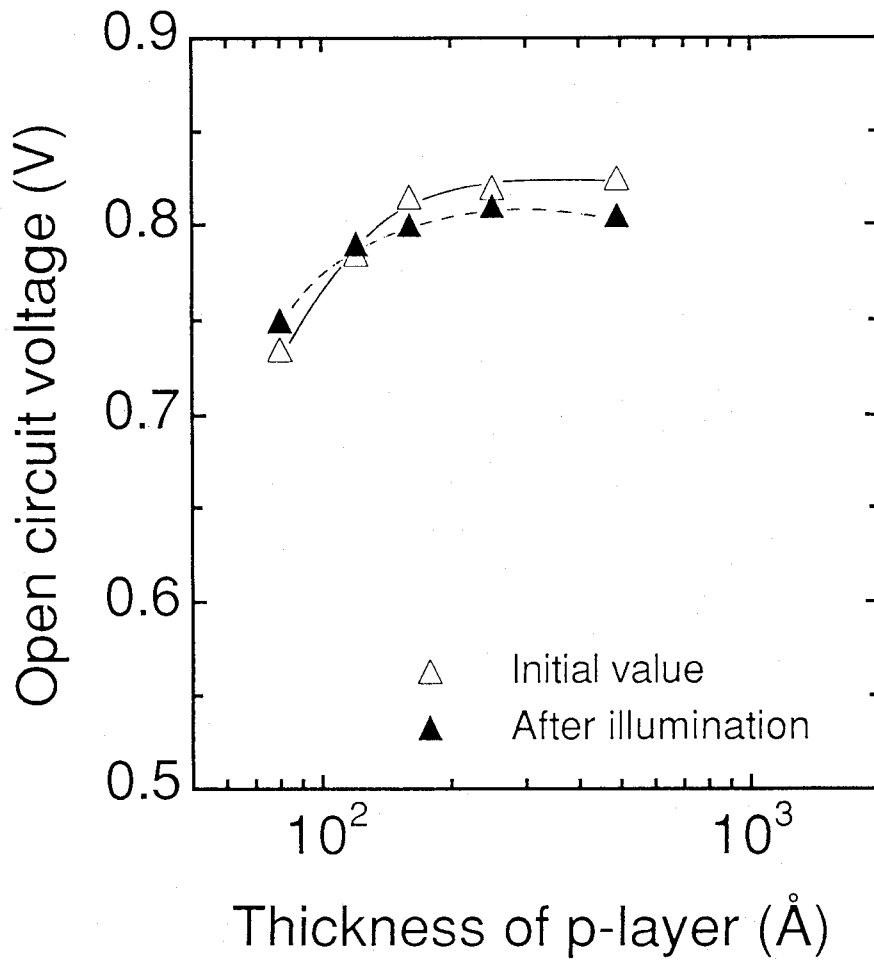 Open circuit voltage (V)
0.9
0.8
0.7
0.6
0.5
Initial value
After illumination
10²
10³
Thickness of p-layer (Å)